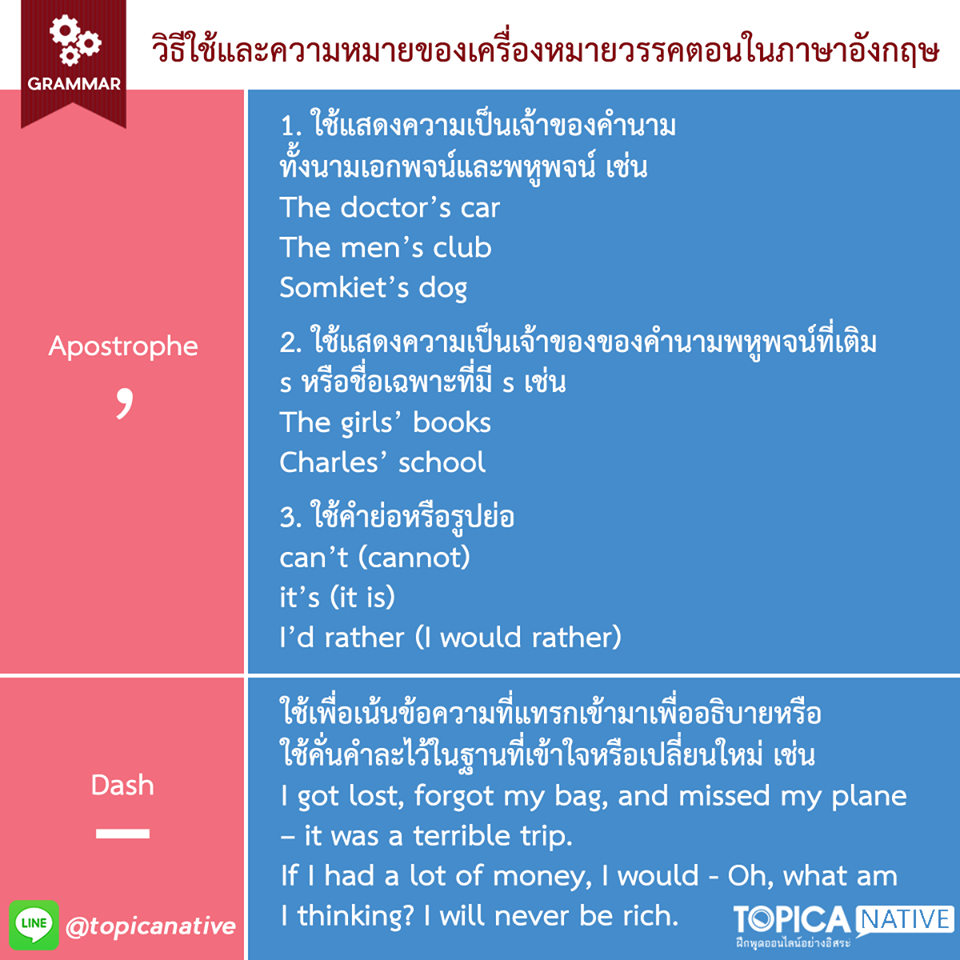 GRAMMAR
วิธีใช้และความหมายของเครื่องหมายวรรคตอนในภาษาอังกฤษ
Apostrophe
’
1. ใช้แสดงความเป็นเจ้าของคำนาม
ทั้งนามเอกพจน์และพหูพจน์ เช่น
The doctor’s car
The men’s club
Somkiet’s dog
2. ใช้แสดงความเป็นเจ้าของของคำนามพหูพจน์ที่เติม
s หรือชื่อเฉพาะที่มี s เช่น
The girls’ books
Charles’ school
3. ใช้คำย่อหรือรูปย่อ
can’t (cannot)
it’s (it is)
I’d rather (I would rather)
Dash
—
ใช้เพื่อเน้นข้อความที่แทรกเข้ามาเพื่ออธิบายหรือ
ใช้คั่นคำละไว้ในฐานที่เข้าใจหรือเปลี่ยนใหม่ เช่น
I got lost, forgot my bag, and missed my plane
– it was a terrible trip.
If I had a lot of money, I would - Oh, what am
I thinking? I will never be rich.
LINE @topicanative
TOPICA NATIVE
ฝึกพูดออนไลน์อย่างอิสระ